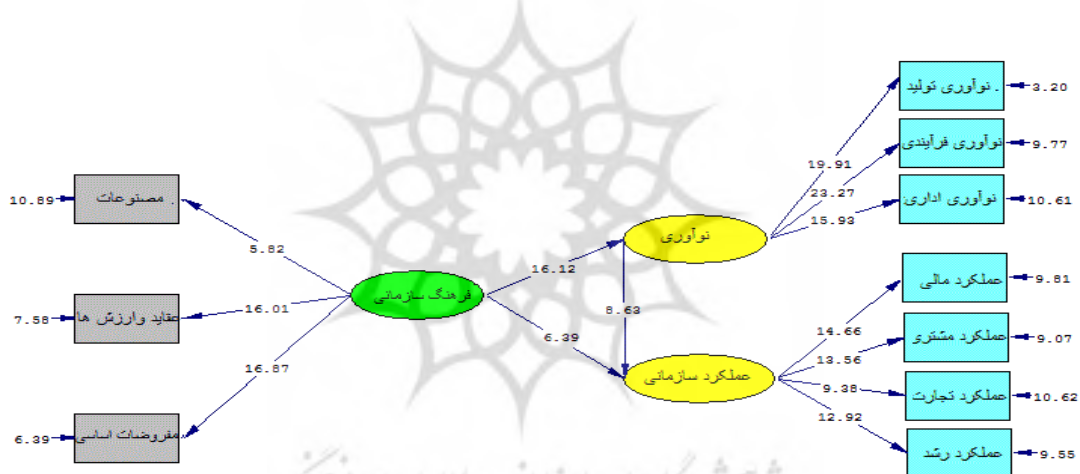 . نوآوری تولید
3.20
نوآوری فرآیندی
9.77
نوآوری اداری:
10.61
19.91
23.27
15.93
. مصنوعات
10.89
5.82
نوآوری
16.12
فرهنگ سازمانی
عقاید وارزش ها
7.58
16.01
8.63
6.39
عملکرد مالی
9.81
14.66
عملکرد مشتری
9.07
13.56
عملکرد سازمانی
عملکرد تجارت
10.62
9.38
16.87
12.92
مفروضات اساسی
6.39
عملکرد رشد
9.55